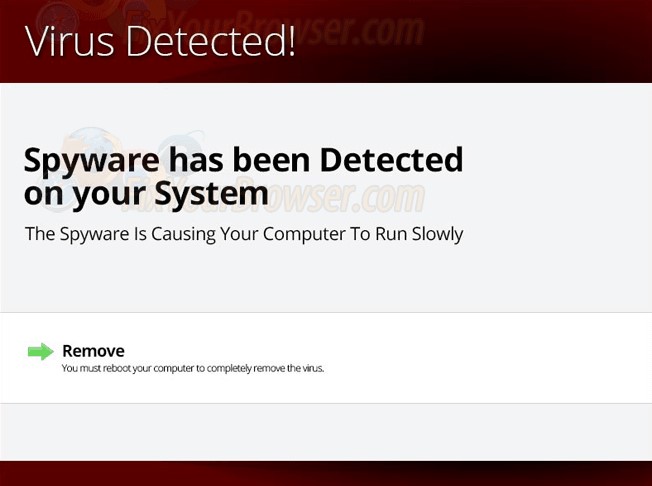 Virus Detected!
FixYourBrowser.com
Spyware has been Detected
on your System
FixYourBrowser.com
The Spyware Is Causing Your Computer To Run Slowly
Remove
You must reboot your computer to completely remove the virus.